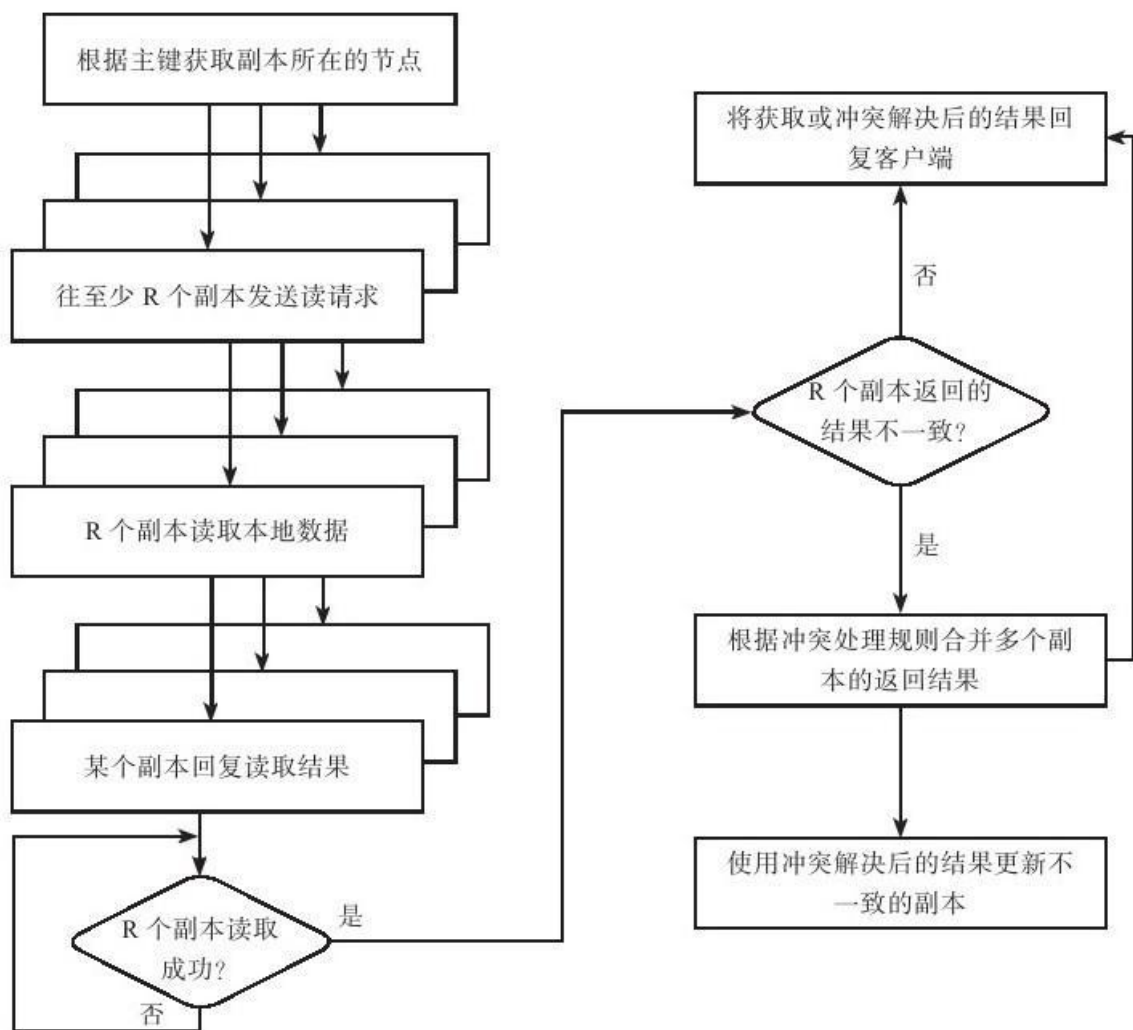 根据主键获取副本所在的节点
往至少 R 个副本发送读请求
R 个副本读取本地数据
某个副本回复读取结果
R 个副本读取
成功?
是
否
将获取或冲突解决后的结果回
复客户端
否
R 个副本返回的
结果不一致?
是
根据冲突处理规则合并多个副
本的返回结果
使用冲突解决后的结果更新不
一致的副本